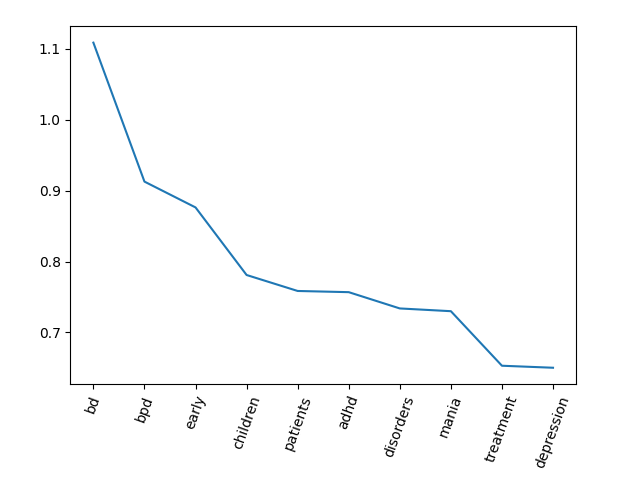 1.1
1.0
0.9
0.8
0.7
bd
bpd
early
children
patients
adhd
disorders
mania
treatment
depression